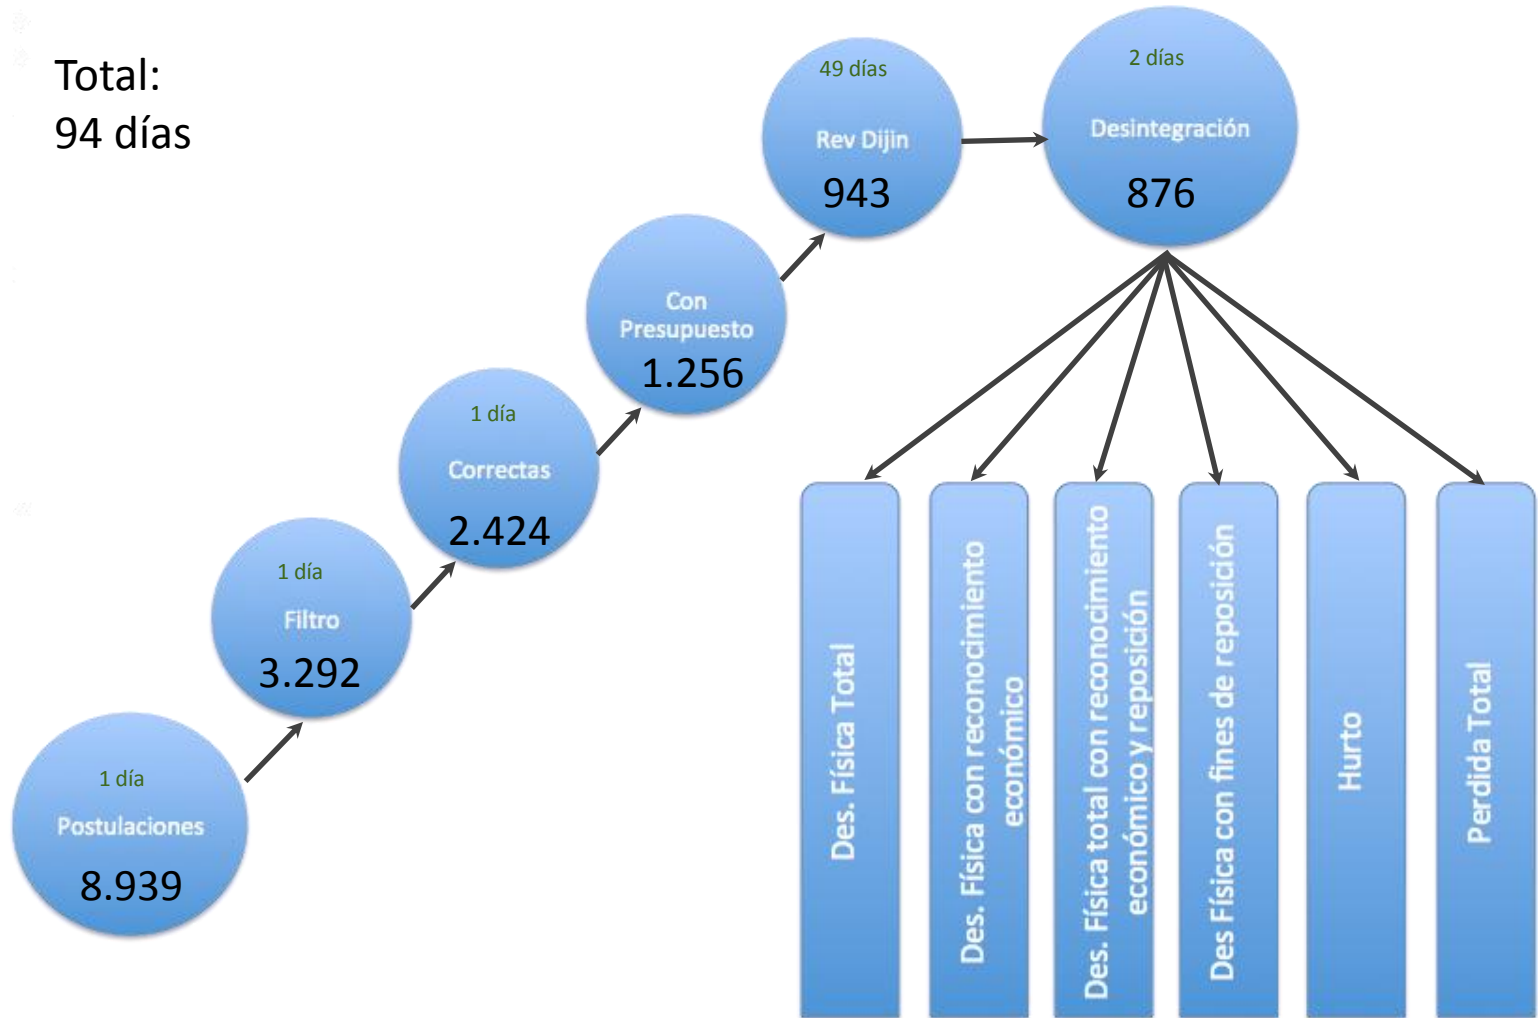 Total:
94 días
1 día
Postulaciones
8.939
1 día
Filtro
3.292
1 día
Correctas
2.424
Con
Presupuesto
1.256
49 días
Rev Dijin
943
2 días
Desintegración
876
Des. Física Total
Des. Física con reconocimiento
económico
Des. Física total con reconocimiento
económico y reposición
Des Física con fines de reposición
Hurto
Perdida Total